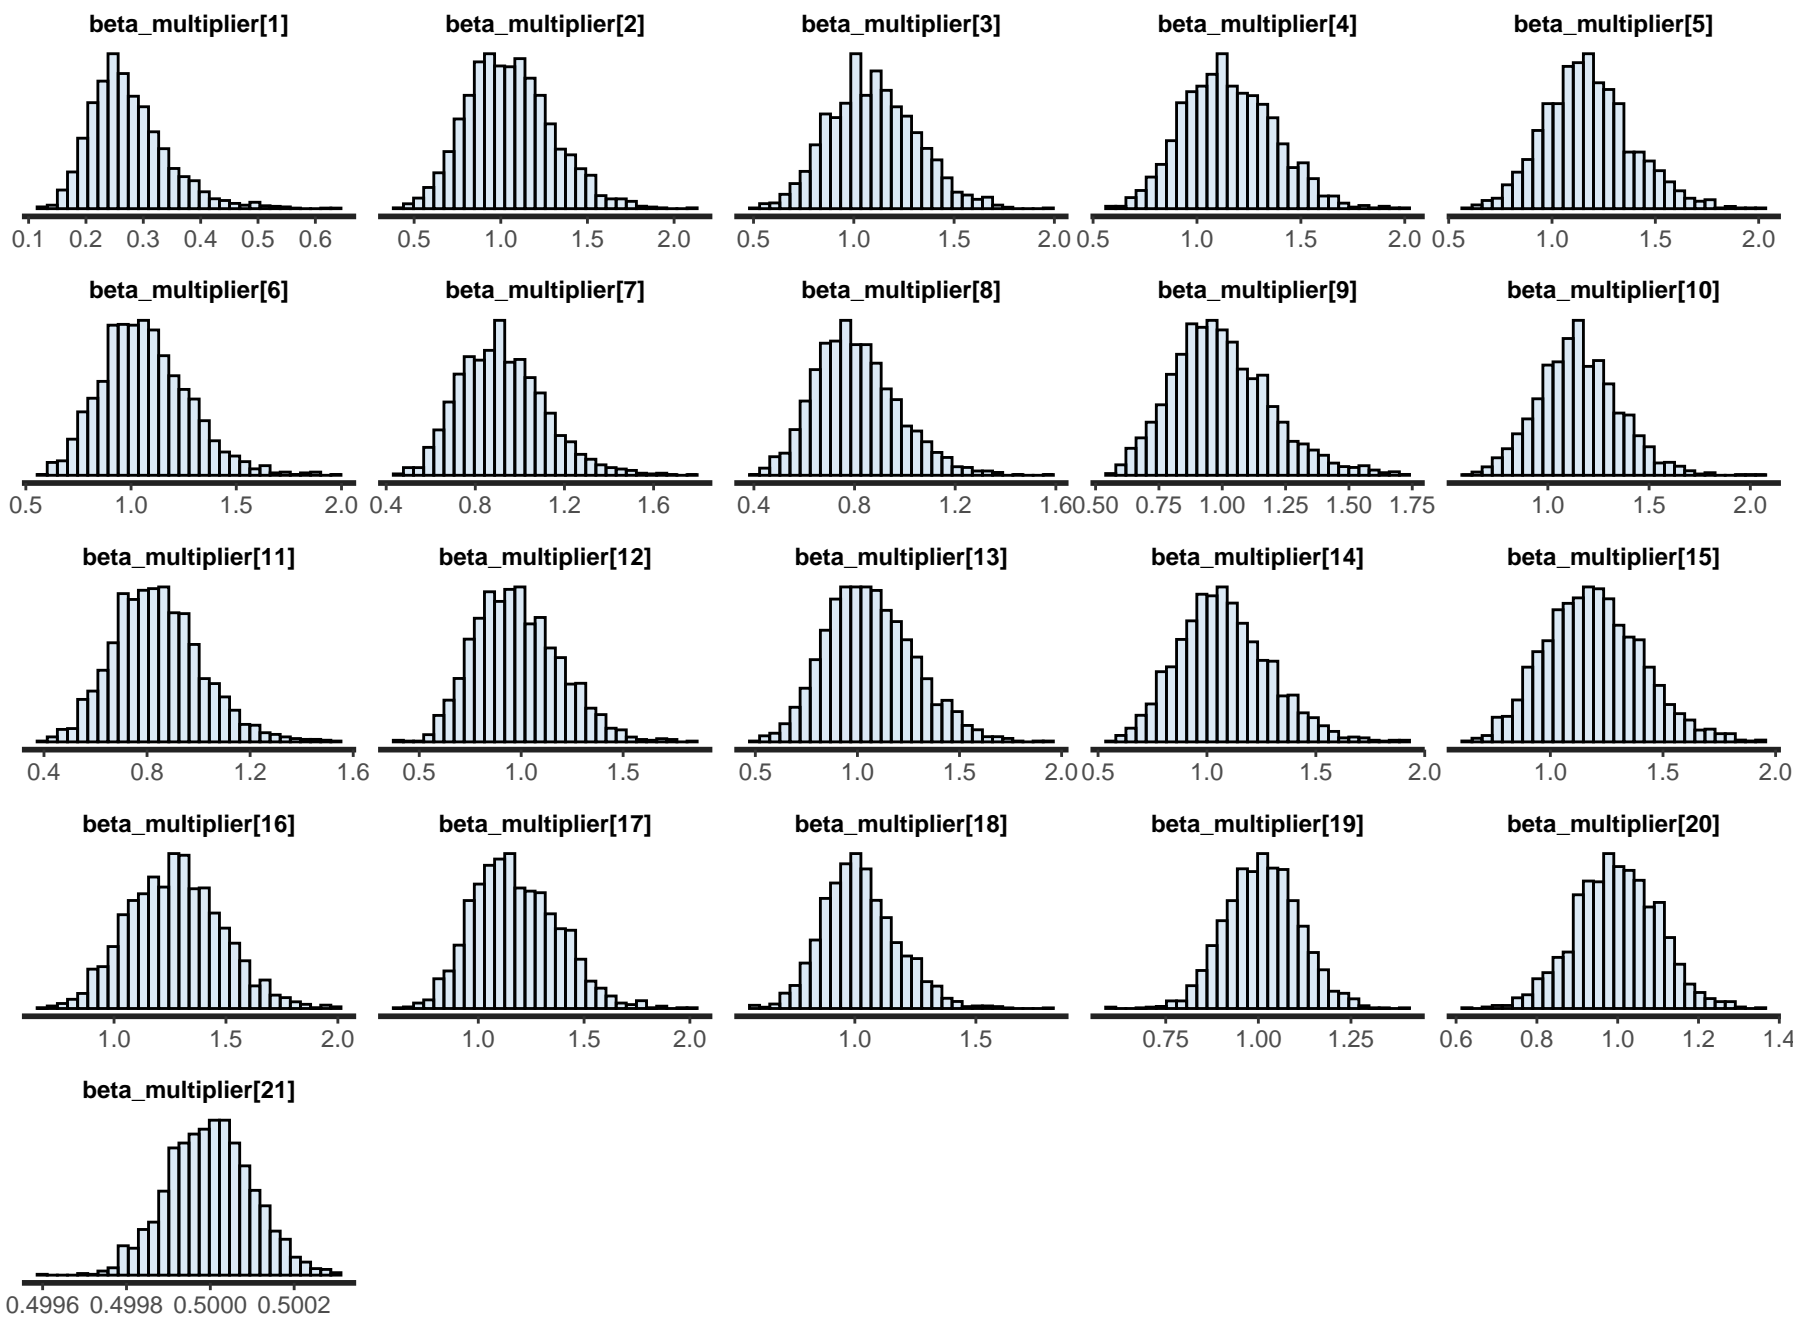 beta_multiplier[1] beta_multiplier[2] beta_multiplier[3] beta_multiplier[4] beta_multiplier[5]
0.1 0.2 0.3 0.4 0.5 0.6 0.5 1.0 1.5 2.0 0.5 1.0 1.5 2.0 0.5 1.0 1.5 2.0 0.5 1.0 1.5 2.0
beta_multiplier[6] beta_multiplier[7] beta_multiplier[8] beta_multiplier[9] beta_multiplier[10]
0.5 1.0 1.5 2.0 0.4 0.8 1.2 1.6 0.4 0.8 1.2 1.6 0.50 0.75 1.00 1.25 1.50 1.75 1.0 1.5 2.0
beta_multiplier[11] beta_multiplier[12] beta_multiplier[13] beta_multiplier[14] beta_multiplier[15]
0.4 0.8 1.2 1.6 0.5 1.0 1.5 0.5 1.0 1.5 2.0 0.5 1.0 1.5 2.0 1.0 1.5 2.0
beta_multiplier[16] beta_multiplier[17] beta_multiplier[18] beta_multiplier[19] beta_multiplier[20]
1.0 1.5 2.0 1.0 1.5 2.0 1.0 1.5 0.75 1.00 1.25 0.6 0.8 1.0 1.2 1.4
beta_multiplier[21]
0.4996 0.4998 0.5000 0.5002